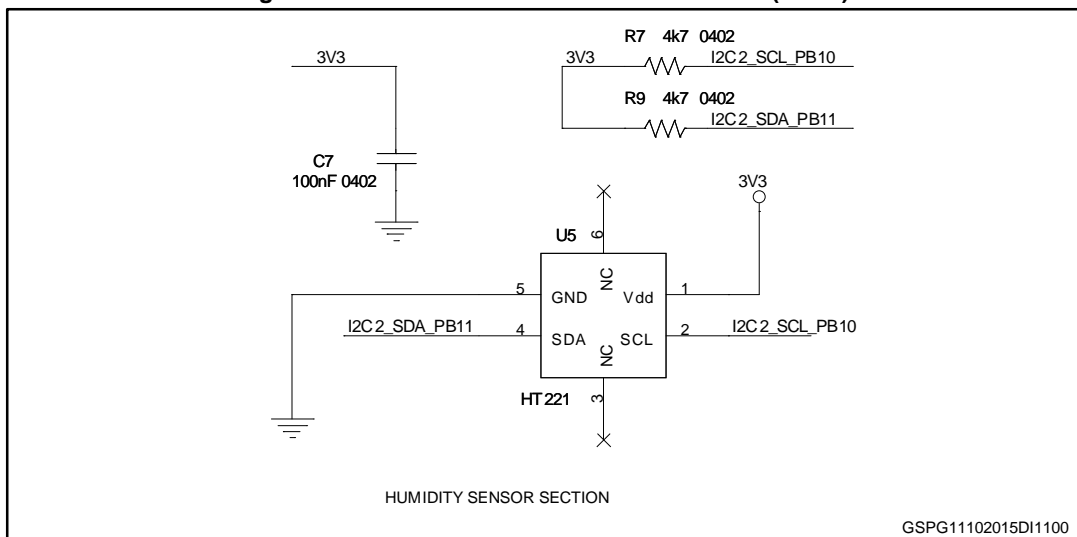 R7 4k7 0402
3V3
3V3
I2C2_SCL_PB10
R9 4k7 0402
I2C2_SDA_PB11
C7
100nF 0402
3V3
U5
6
NC
5
GND
Vdd
1
I2C2_SDA_PB11
4
SDA
SCL
2
I2C2_SCL_PB10
NC
HT221
3
HUMIDITY SENSOR SECTION
GSPG11102015DI1100